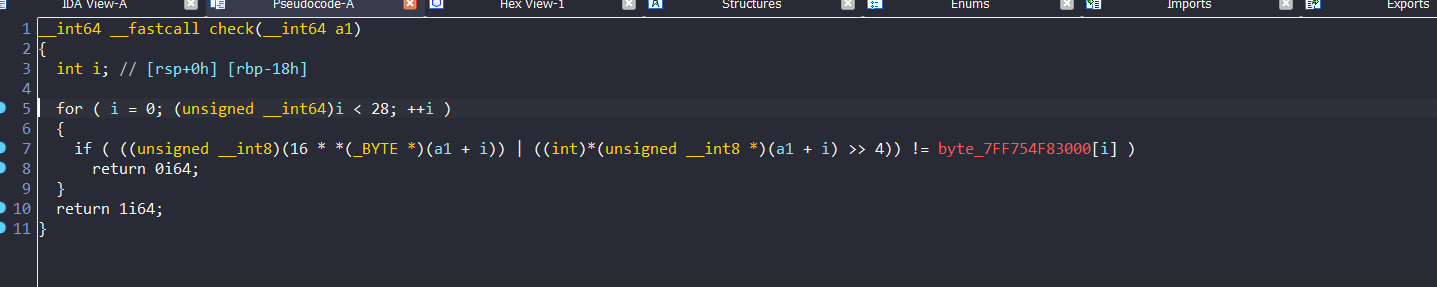 IDA View-A Pseudocode-A Hex View-1 Structures Enums Imports Exports
1 __int64 __fastcall check(__int64 a1)
2 {
3 int i; // [rsp+0h] [rbp-18h]
4
5 for ( i = 0; (unsigned __int64)i < 28; ++i )
6 {
7 if ( ((unsigned __int8)(16 * *(_BYTE *)(a1 + i)) | ((int)*(unsigned __int8 *)(a1 + i) >> 4)) != byte_7FF754F83000[i] )
8 return 0i64;
9 }
10 return 1i64;
11 }